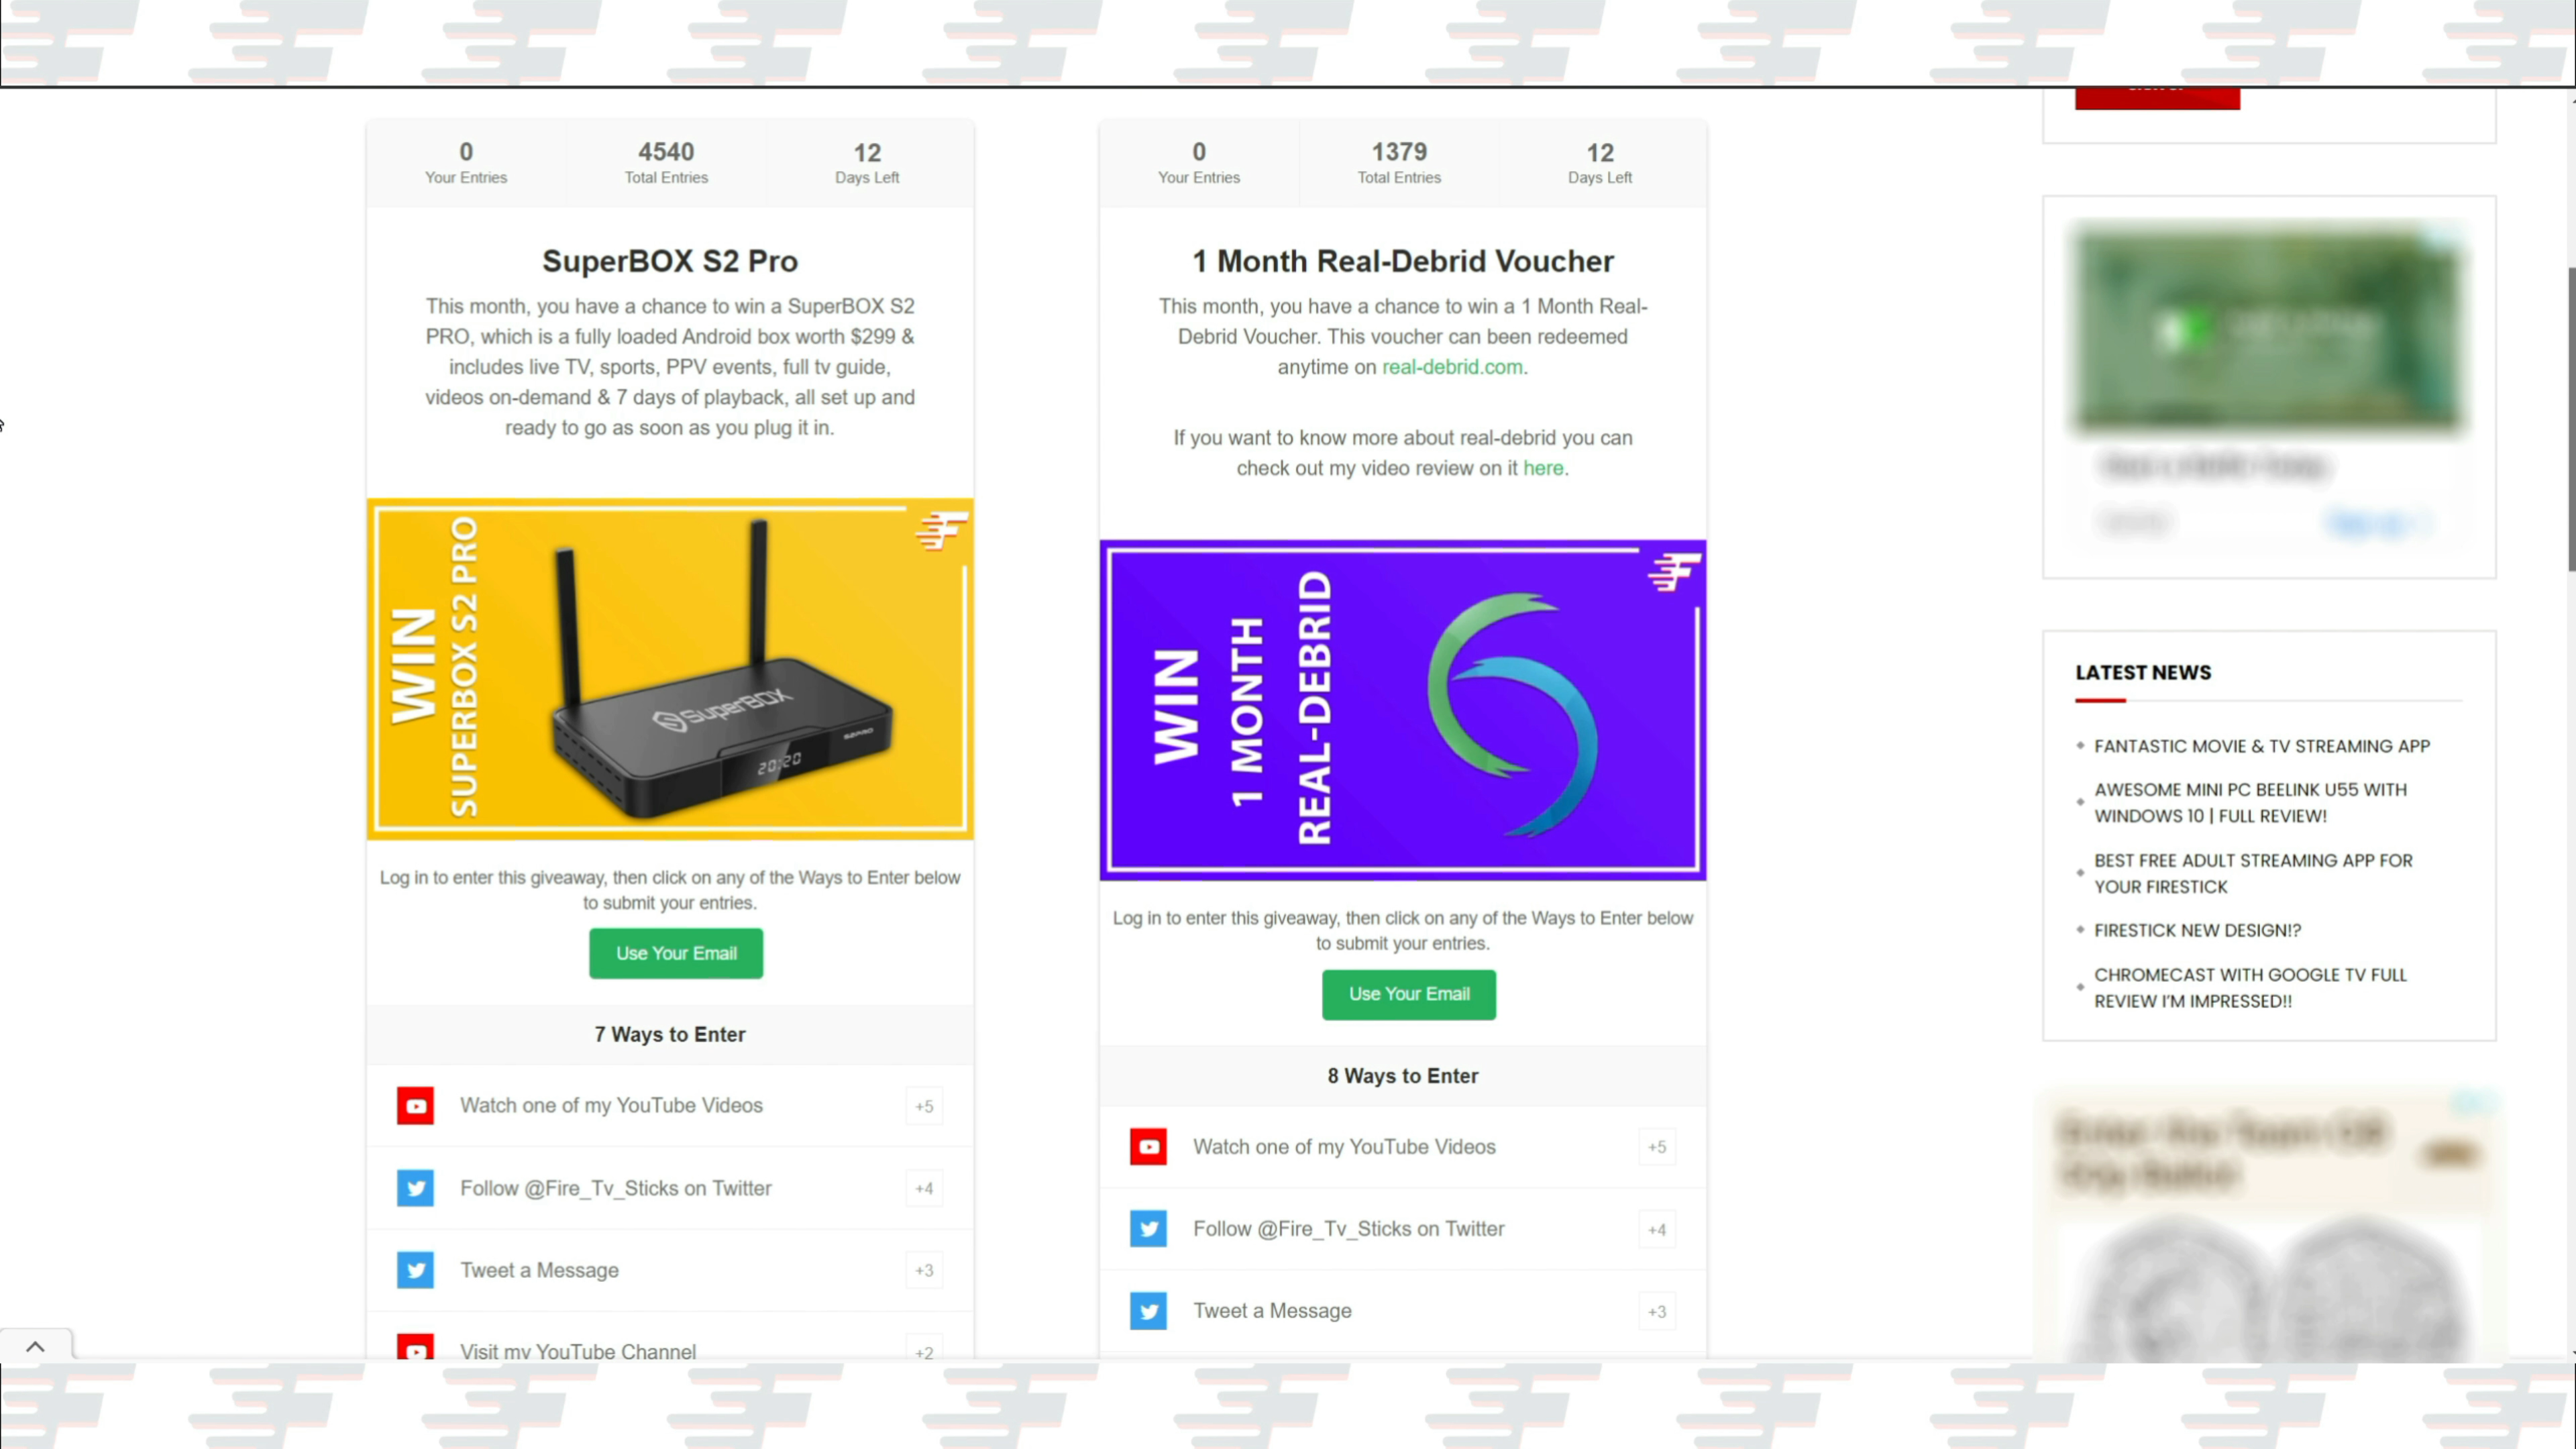 0
Your Entries
4540
Total Entries
12
Days Left
SuperBOX S2 Pro
This month, you have a chance to win a SuperBOX S2
PRO, which is a fully loaded Android box worth $299 &
includes live TV, sports, PPV events, full tv guide,
videos on-demand & 7 days of playback, all set up and
ready to go as soon as you plug it in.
WIN
SUPERBOX S2 PRO
SuperBOX
S2PRO
20:20
Log in to enter this giveaway, then click on any of the Ways to Enter below
to submit your entries.
Use Your Email
7 Ways to Enter
Watch one of my YouTube Videos
+5
Follow @Fire_Tv_Sticks on Twitter
+4
Tweet a Message
+3
Visit my YouTube Channel
+2
0
Your Entries
1379
Total Entries
12
Days Left
1 Month Real-Debrid Voucher
This month, you have a chance to win a 1 Month Real-
Debrid Voucher. This voucher can been redeemed
anytime on real-debrid.com.
If you want to know more about real-debrid you can
check out my video review on it here.
WIN
1 MONTH
REAL-DEBRID
Log in to enter this giveaway, then click on any of the Ways to Enter below
to submit your entries.
Use Your Email
8 Ways to Enter
Watch one of my YouTube Videos
+5
Follow @Fire_Tv_Sticks on Twitter
+4
Tweet a Message
+3
LATEST NEWS
FANTASTIC MOVIE & TV STREAMING APP
AWESOME MINI PC BEELINK U55 WITH
WINDOWS 10 | FULL REVIEW!
BEST FREE ADULT STREAMING APP FOR
YOUR FIRESTICK
FIRESTICK NEW DESIGN!?
CHROMECAST WITH GOOGLE TV FULL
REVIEW I'M IMPRESSED!!